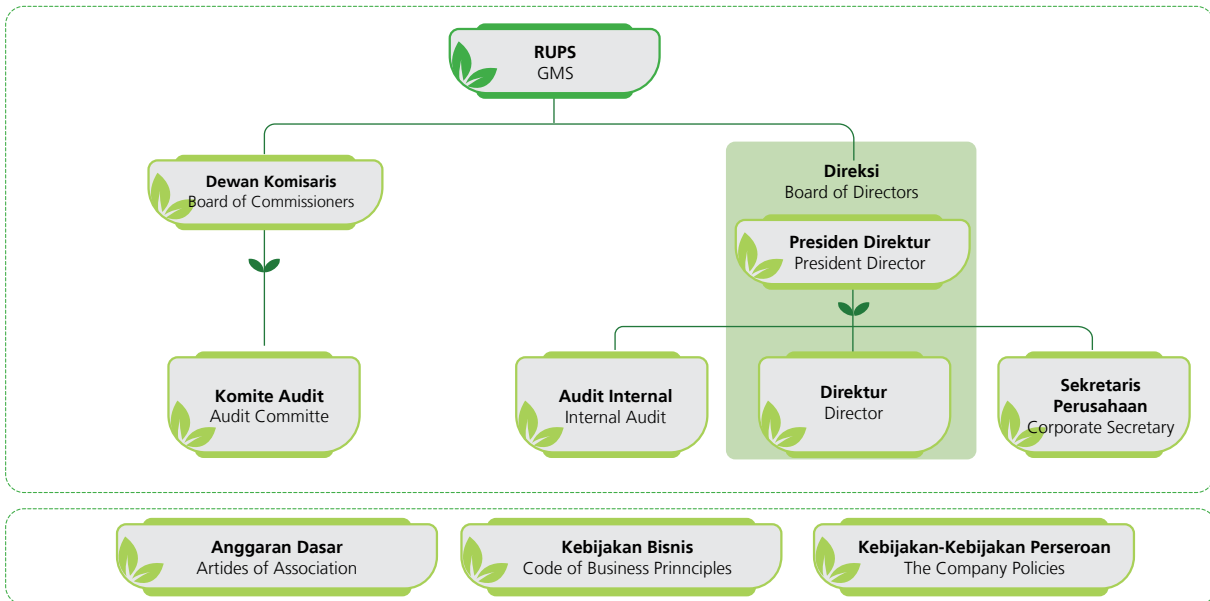 RUPS
GMS
Dewan Komisaris
Board of Commissioners
Direksi
Board of Directors
Presiden Direktur
President Director
Komite Audit
Audit Committe
Audit Internal
Internal Audit
Direktur
Director
Sekretaris
Perusahaan
Corporate Secretary
Anggaran Dasar
Artides of Association
Kebijakan Bisnis
Code of Business Prinnciples
Kebijakan-Kebijakan Perseroan
The Company Policies